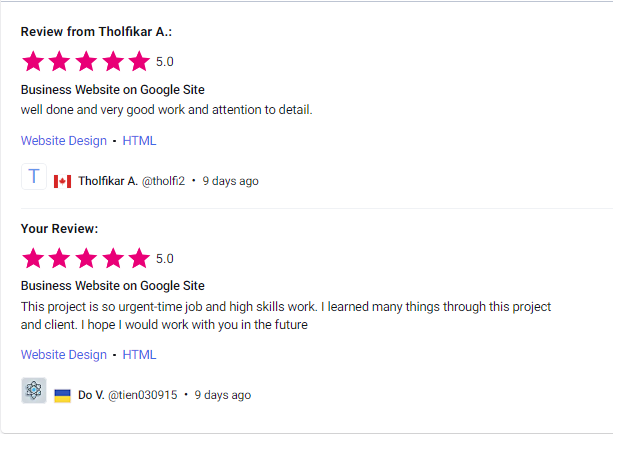 Review from Tholfikar A.:
5.0
Business Website on Google Site
well done and very good work and attention to detail.
Website Design • HTML
T Tholfikar A. @tholfi2 • 9 days ago
Your Review:
5.0
Business Website on Google Site
This project is so urgent-time job and high skills work. I learned many things through this project
and client. I hope I would work with you in the future
Website Design • HTML
Do V. @tien030915 • 9 days ago